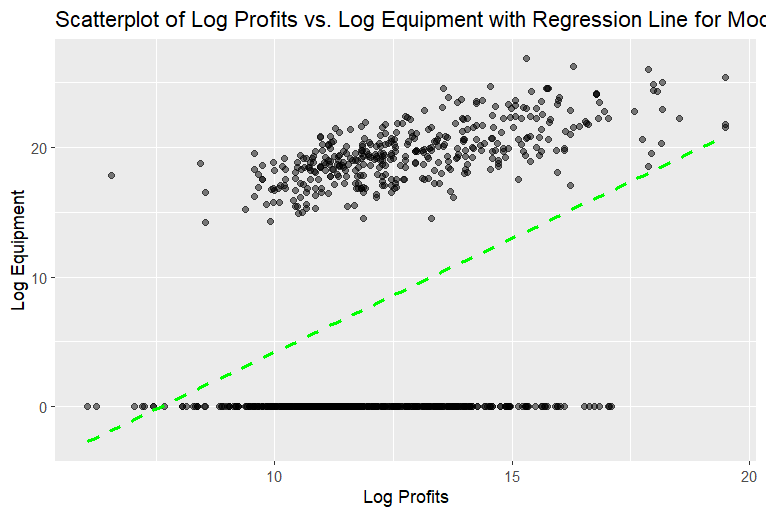 Scatterplot of Log Profits vs. Log Equipment with Regression Line for Moc
Log Equipment
20
10
0
10
15
20
Log Profits